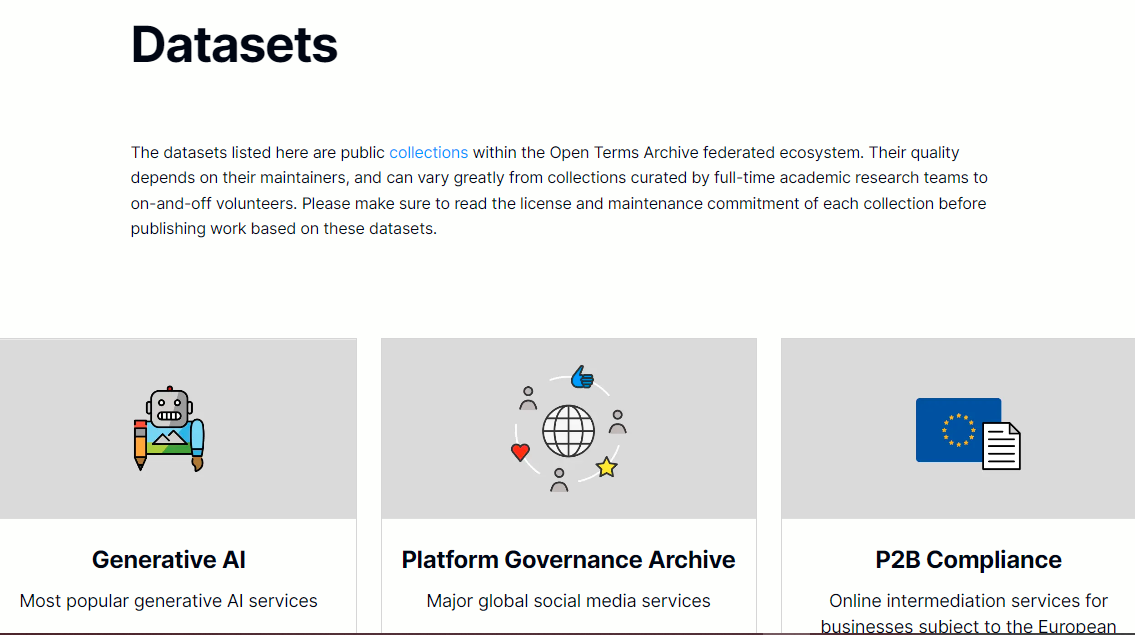 Datasets
The datasets listed here are public collections within the Open Terms Archive federated ecosystem. Their quality
depends on their maintainers, and can vary greatly from collections curated by full-time academic research teams to
on-and-off volunteers. Please make sure to read the license and maintenance commitment of each collection before
publishing work based on these datasets.
Generative AI
Most popular generative AI services
Platform Governance Archive
Major global social media services
P2B Compliance
Online intermediation services for
businesses subject to the European